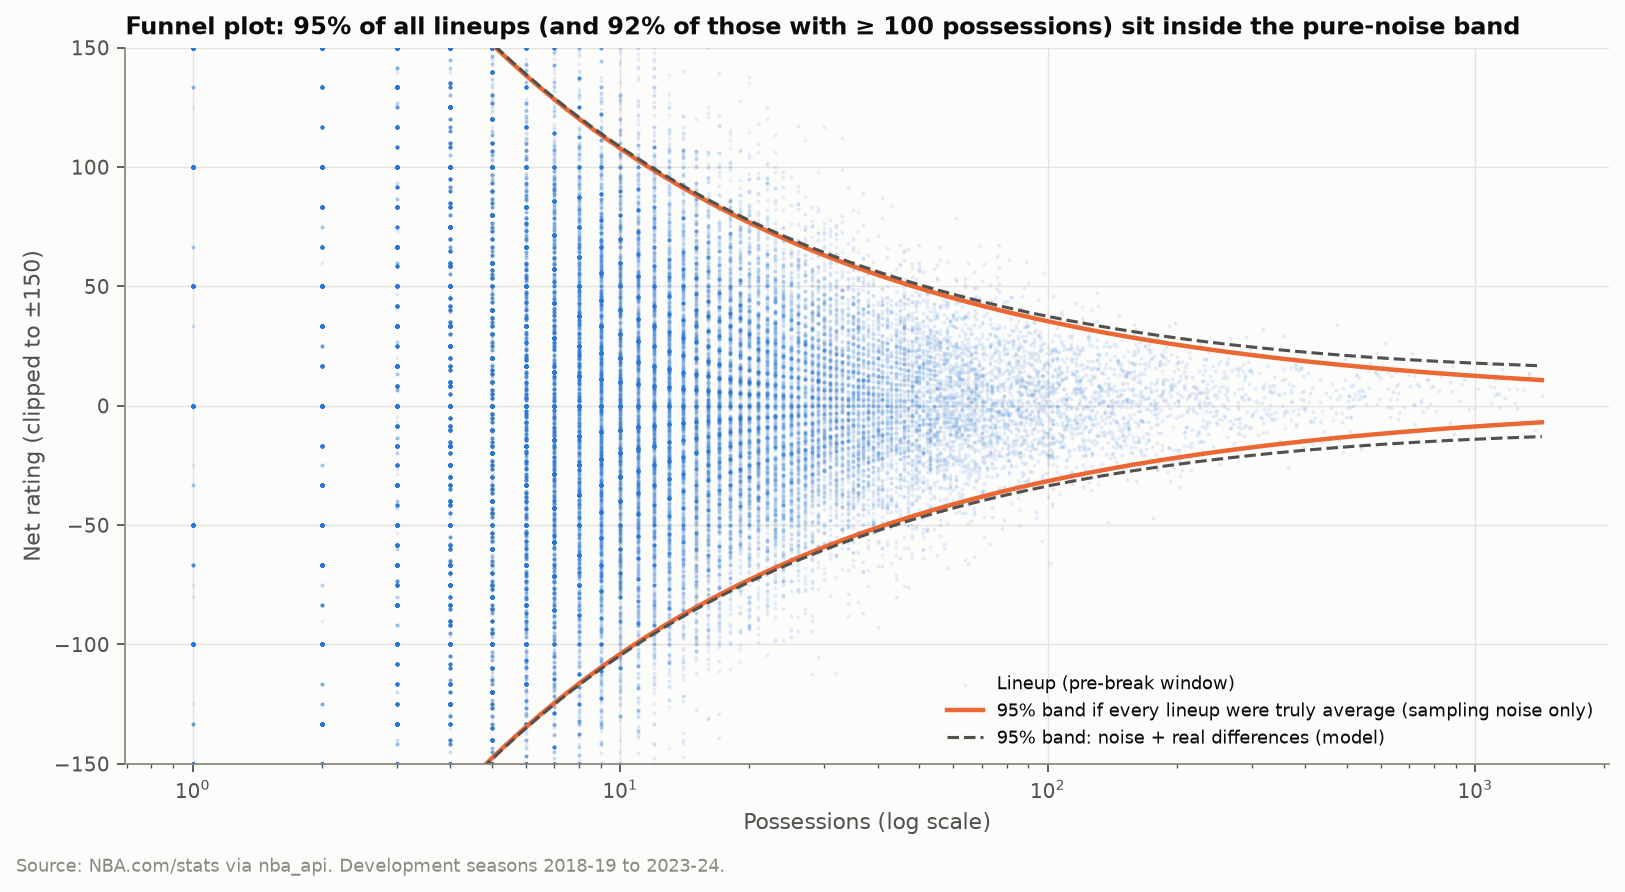 Funnel plot: 95% of all lineups (and 92% of those with ≥ 100 possessions) sit inside the pure-noise band
150
100
50
0
−50
−100
−150
Net rating (clipped to ±150)
10⁰
10¹
10²
10³
Possessions (log scale)
Lineup (pre-break window)
95% band if every lineup were truly average (sampling noise only)
95% band: noise + real differences (model)
Source: NBA.com/stats via nba_api. Development seasons 2018-19 to 2023-24.